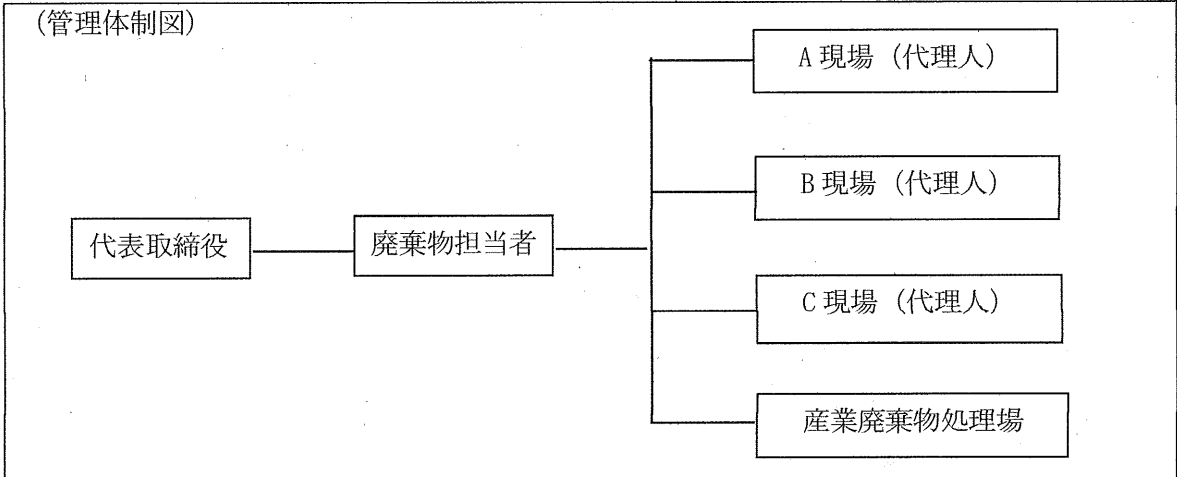 (管理体制図)
A 現場 (代理人)
B 現場 (代理人)
代表取締役
廃棄物担当者
C 現場 (代理人)
産業廃棄物処理場